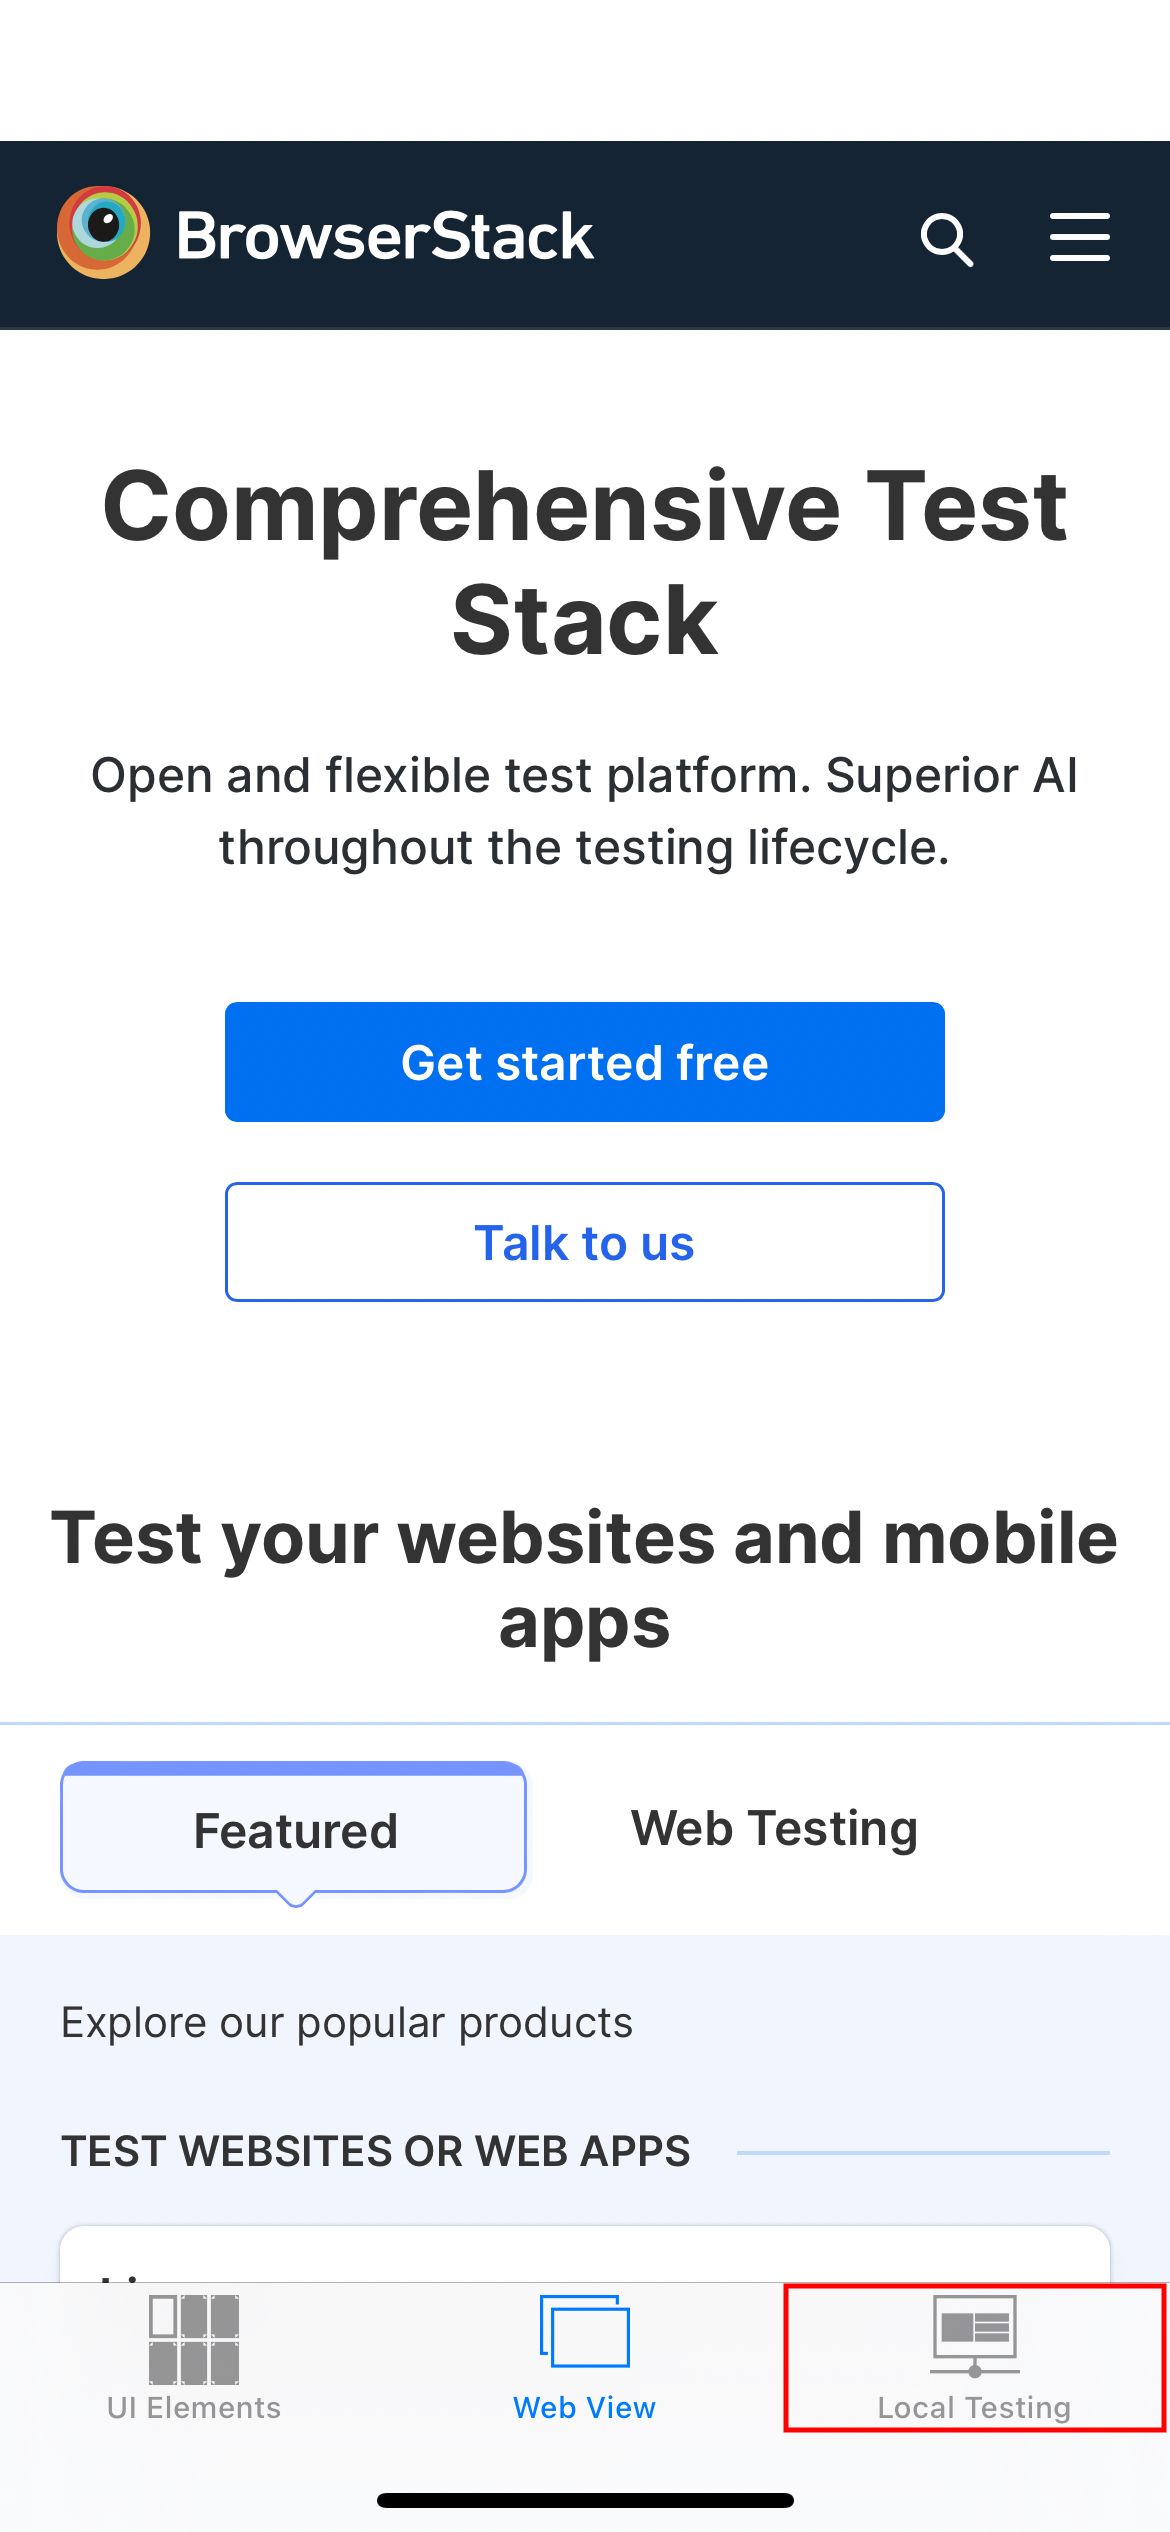 BrowserStack
Comprehensive Test
Stack
Open and flexible test platform. Superior AI
throughout the testing lifecycle.
Get started free
Talk to us
Test your websites and mobile
apps
Featured
Web Testing
Explore our popular products
TEST WEBSITES OR WEB APPS
UI Elements
Web View
Local Testing